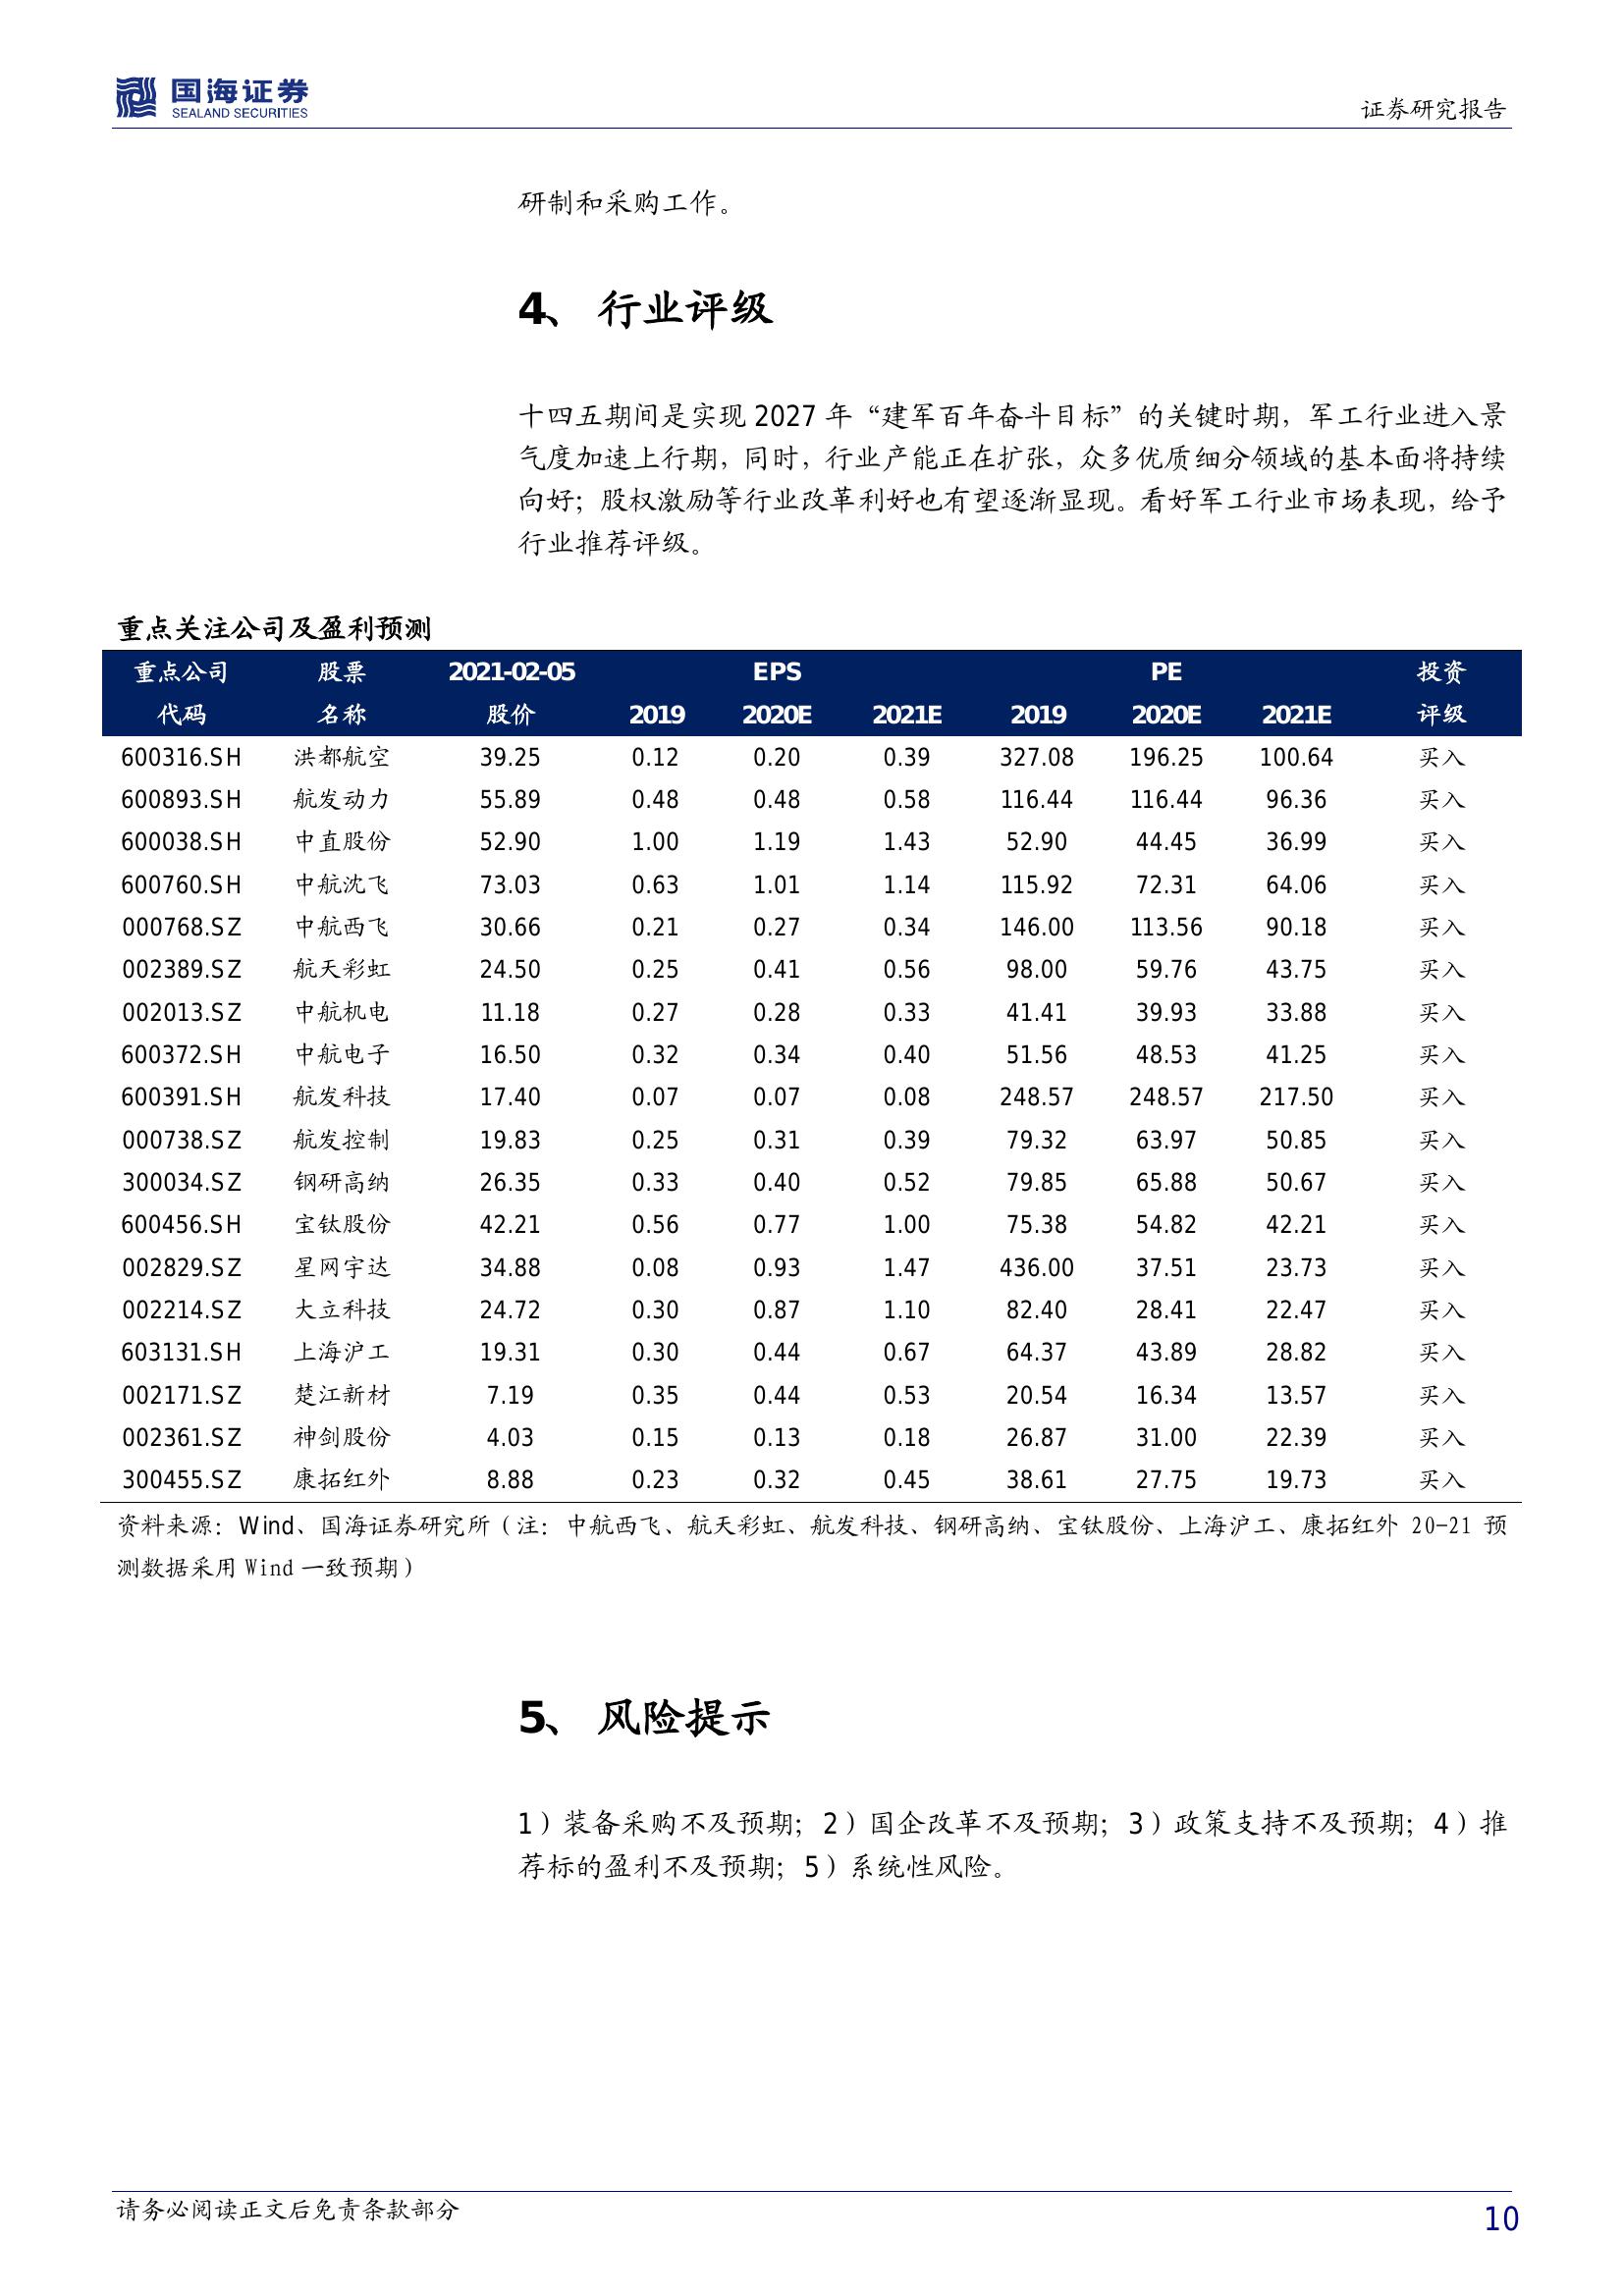 国海证券
SEALAND SECURITIES
证券研究报告
研制和采购工作。
4、 行业评级
十四五期间是实现 2027 年“建军百年奋斗目标”的关键时期，军工行业进入景
气度加速上行期，同时，行业产能正在扩张，众多优质细分领域的基本面将持续
向好；股权激励等行业改革利好也有望逐渐显现。看好军工行业市场表现，给予
行业推荐评级。
重点关注公司及盈利预测
重点公司 股票 2021-02-05 EPS PE 投资
代码 名称 股价 2019 2020E 2021E 2019 2020E 2021E 评级
600316.SH 洪都航空 39.25 0.12 0.20 0.39 327.08 196.25 100.64 买入
600893.SH 航发动力 55.89 0.48 0.48 0.58 116.44 116.44 96.36 买入
600038.SH 中直股份 52.90 1.00 1.19 1.43 52.90 44.45 36.99 买入
600760.SH 中航沈飞 73.03 0.63 1.01 1.14 115.92 72.31 64.06 买入
000768.SZ 中航西飞 30.66 0.21 0.27 0.34 146.00 113.56 90.18 买入
002389.SZ 航天彩虹 24.50 0.25 0.41 0.56 98.00 59.76 43.75 买入
002013.SZ 中航机电 11.18 0.27 0.28 0.33 41.41 39.93 33.88 买入
600372.SH 中航电子 16.50 0.32 0.34 0.40 51.56 48.53 41.25 买入
600391.SH 航发科技 17.40 0.07 0.07 0.08 248.57 248.57 217.50 买入
000738.SZ 航发控制 19.83 0.25 0.31 0.39 79.32 63.97 50.85 买入
300034.SZ 钢研高纳 26.35 0.33 0.40 0.52 79.85 65.88 50.67 买入
600456.SH 宝钛股份 42.21 0.56 0.77 1.00 75.38 54.82 42.21 买入
002829.SZ 星网宇达 34.88 0.08 0.93 1.47 436.00 37.51 23.73 买入
002214.SZ 大立科技 24.72 0.30 0.87 1.10 82.40 28.41 22.47 买入
603131.SH 上海沪工 19.31 0.30 0.44 0.67 64.37 43.89 28.82 买入
002171.SZ 楚江新材 7.19 0.35 0.44 0.53 20.54 16.34 13.57 买入
002361.SZ 神剑股份 4.03 0.15 0.13 0.18 26.87 31.00 22.39 买入
300455.SZ 康拓红外 8.88 0.23 0.32 0.45 38.61 27.75 19.73 买入
资料来源：Wind、国海证券研究所（注：中航西飞、航天彩虹、航发科技、钢研高纳、宝钛股份、上海沪工、康拓红外 20-21 预
测数据采用 Wind 一致预期）
5、 风险提示
1）装备采购不及预期；2）国企改革不及预期；3）政策支持不及预期；4）推
荐标的盈利不及预期；5）系统性风险。
请务必阅读正文后免责条款部分
10